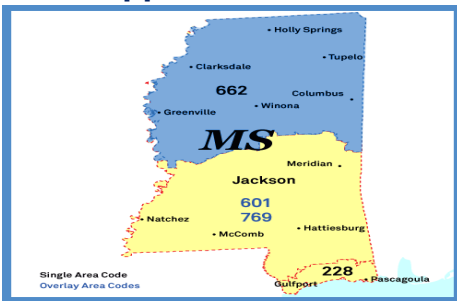 Holly Springs
Tupelo
Clarksdale
662
Columbus
Winona
Greenville
MS
Meridian
Jackson
601
769
Natchez
Hattiesburg
McComb
228
Single Area Code
Pascagoula
Gulfport
Overlay Area Codes